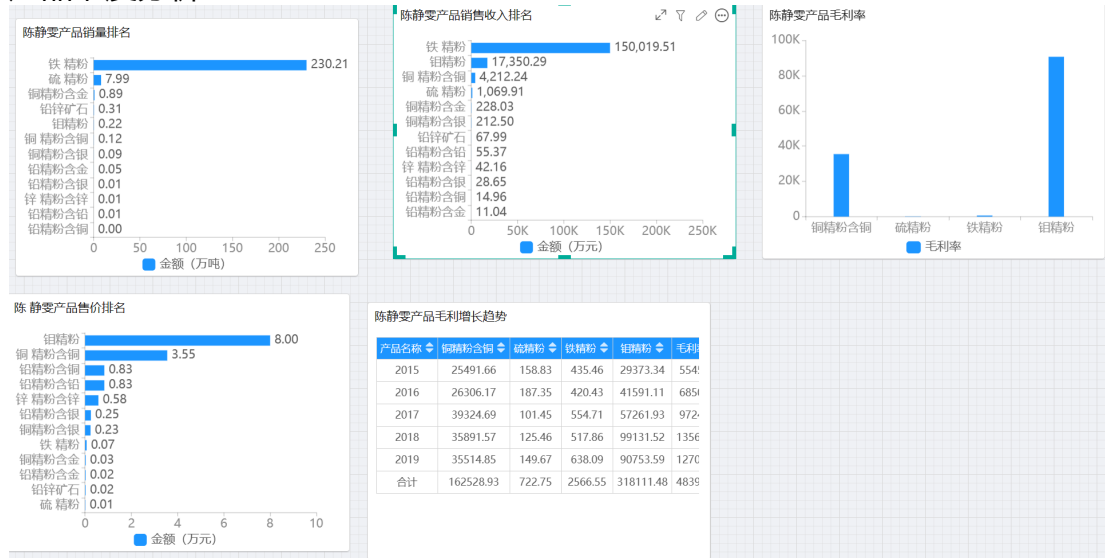 陈静雯产品销量排名
铁 精粉 230.21
硫 精粉 7.99
铜精粉含金 0.89
铅锌矿石 0.31
钼精粉 0.22
铜 精粉含铜 0.12
铜精粉含银 0.09
铅精粉含金 0.05
铅精粉含银 0.01
锌 精粉含锌 0.01
铅精粉含铅 0.01
铅精粉含铜 0.00
0 50 100 150 200 250
金额（万吨）
陈静雯产品销售收入排名
铁 精粉 150,019.51
钼精粉 17,350.29
铜 精粉含铜 4,212.24
硫 精粉 1,069.91
铜精粉含金 228.03
铜精粉含银 212.50
铅锌矿石 67.99
铅精粉含铅 55.37
锌 精粉含锌 42.16
铅精粉含银 28.65
铅精粉含铜 14.96
铅精粉含金 11.04
0 50K 100K 150K 200K 250K
金额（万元）
陈静雯产品毛利率
100K
80K
60K
40K
20K
0
铜精粉含铜 硫精粉 铁精粉 钼精粉
毛利率
陈 静雯产品售价排名
钼精粉 8.00
铜 精粉含铜 3.55
铅精粉含铜 0.83
铅精粉含铅 0.83
锌 精粉含锌 0.58
铅精粉含银 0.25
铜精粉含银 0.23
铁 精粉 0.07
铜精粉含金 0.03
铅精粉含金 0.02
铅锌矿石 0.02
硫 精粉 0.01
0 2 4 6 8 10
金额（万元）
陈静雯产品毛利增长趋势
产品名称 铜精粉含铜 硫精粉 铁精粉 钼精粉 毛利
2015 25491.66 158.83 435.46 29373.34 554
2016 26306.17 187.35 420.43 41591.11 685
2017 39324.69 101.45 554.71 57261.93 972
2018 35891.57 125.46 517.86 99131.52 1356
2019 35514.85 149.67 638.09 90753.59 1270
合计 162528.93 722.75 2566.55 318111.48 4839